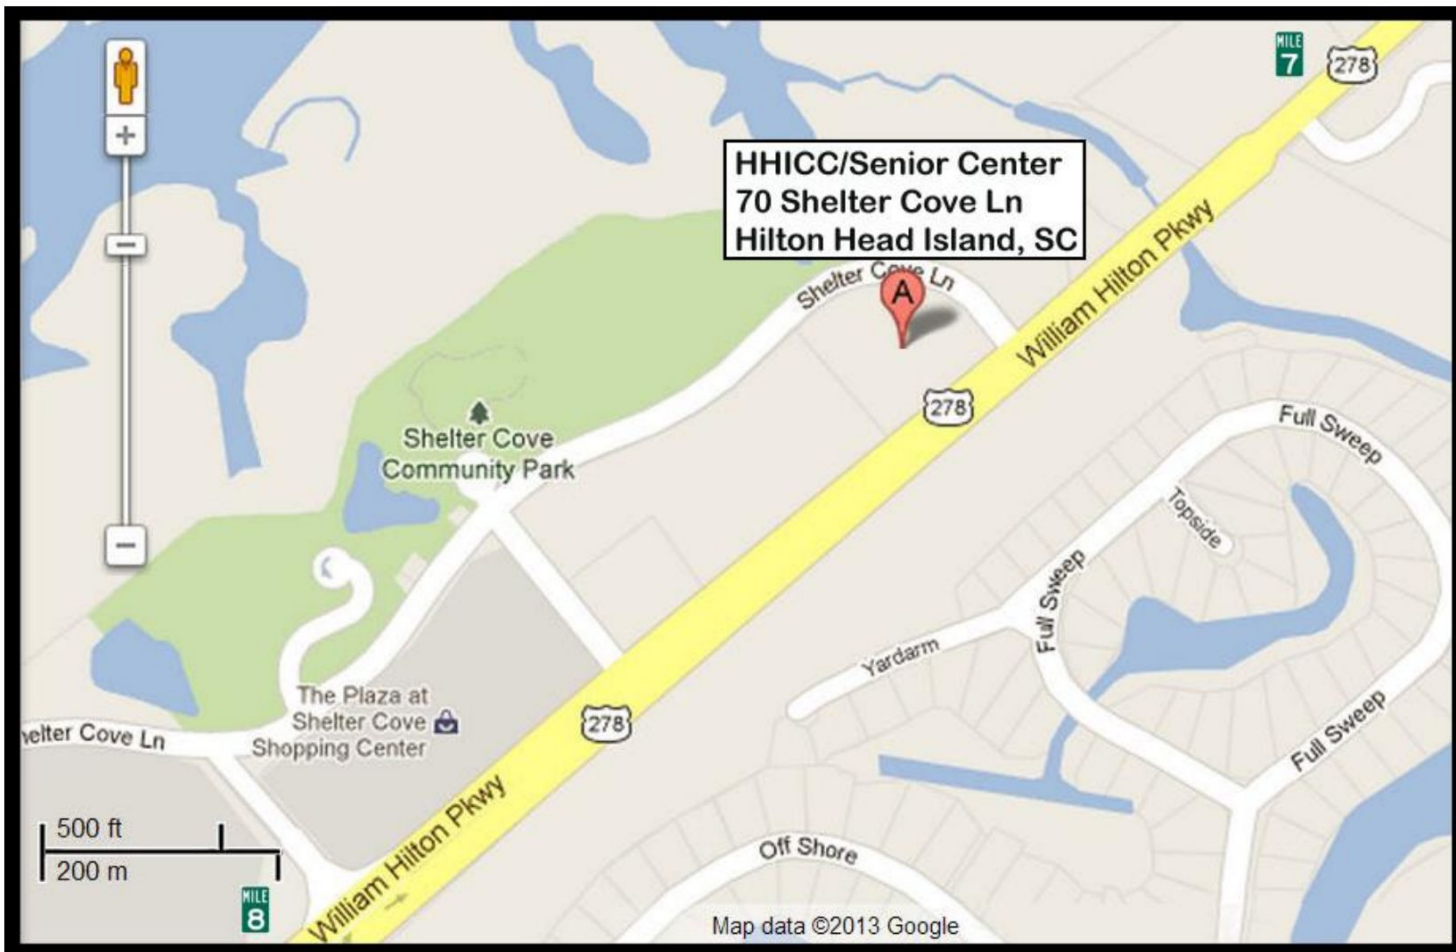 MILE
7
278
HHICC/Senior Center
70 Shelter Cove Ln
Hilton Head Island, SC
Shelter Cove Ln
A
William Hilton Pkwy
278
Full Sweep
Shelter Cove
Community Park
Topside
Full Sweep
Yardarm
The Plaza at
Shelter Cove
Shopping Center
278
helter Cove Ln
Full Sweep
William Hilton Pkwy
500 ft
200 m
Off Shore
MILE
8
Map data ©2013 Google